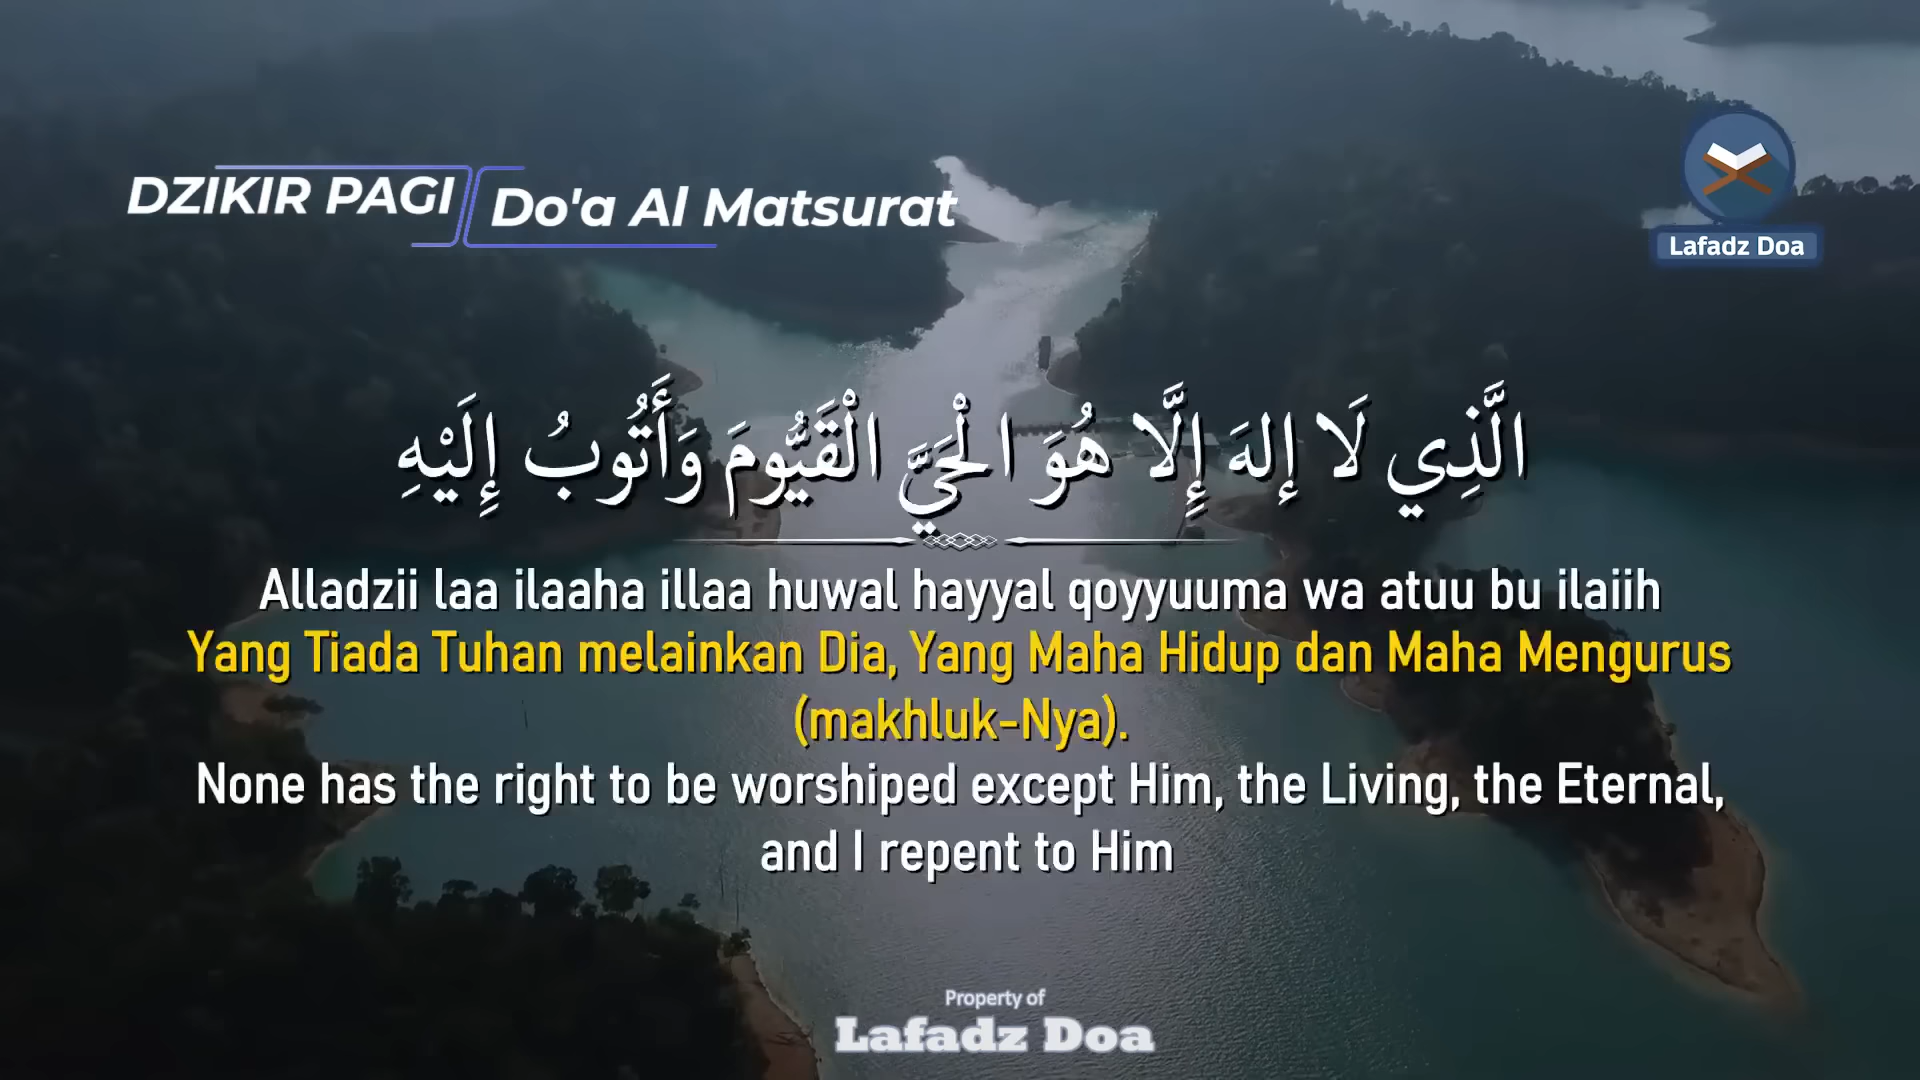 DZIKIR PAGI
Do'a Al Matsurat
Lafadz Doa
الَّذِي لَا إِلهَ إِلَّا هُوَ الْحَيَّ الْقَيُّومَ وَأَتُوبُ إِلَيْهِ
Alladzii laa ilaaha illaa huwal hayyal qoyyuuma wa atuu bu ilaiih
Yang Tiada Tuhan melainkan Dia, Yang Maha Hidup dan Maha Mengurus
(makhluk-Nya).
None has the right to be worshiped except Him, the Living, the Eternal,
and I repent to Him
Property of
Lafadz Doa